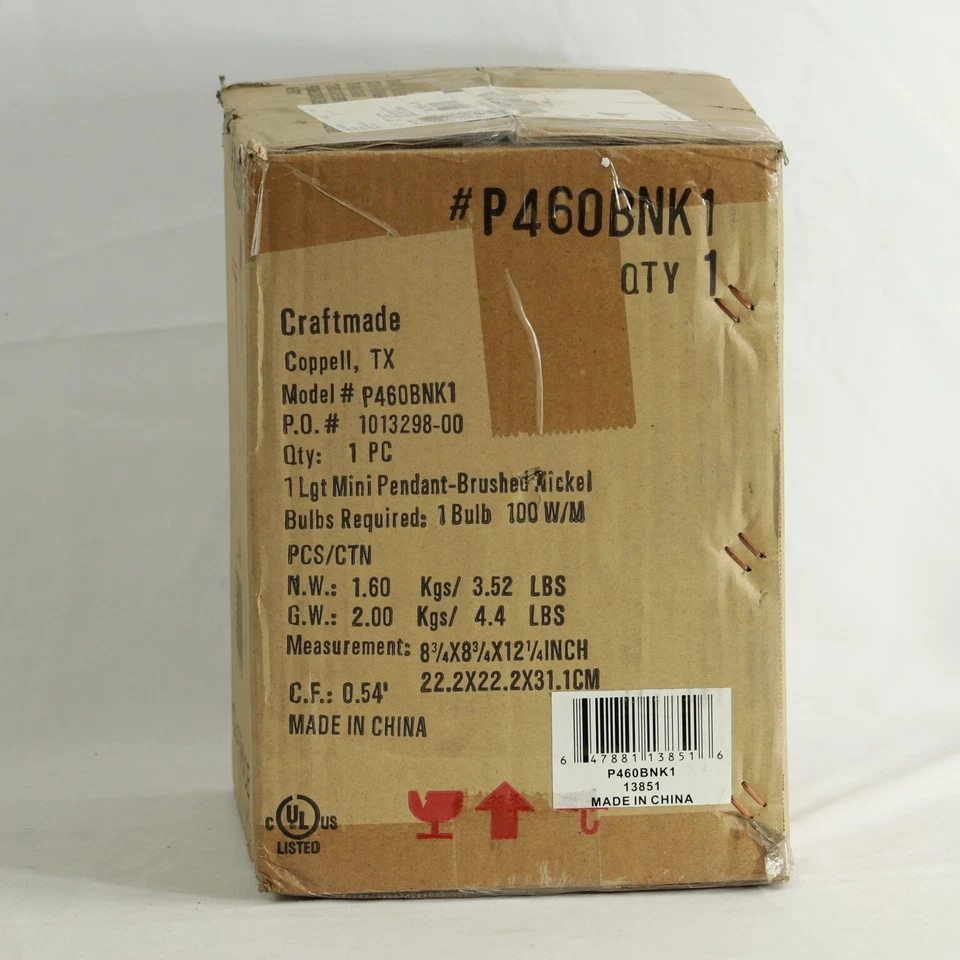 # P460BNK1
QTY 1
Craftmade
Coppell, TX
Model # P460BNK1
P.O. # 1013298-00
Qty: 1 PC
1 Lgt Mini Pendant-Brushed Nickel
Bulbs Required: 1 Bulb 100 W/M
PCS/CTN
N.W.: 1.60 Kgs/ 3.52 LBS
G.W.: 2.00 Kgs/ 4.4 LBS
Measurement: 8¾X8¾X12¼INCH
22.2X22.2X31.1CM
C.F.: 0.54'
MADE IN CHINA
6 47881 13851 6
P460BNK1
13851
MADE IN CHINA
C UL US
LISTED